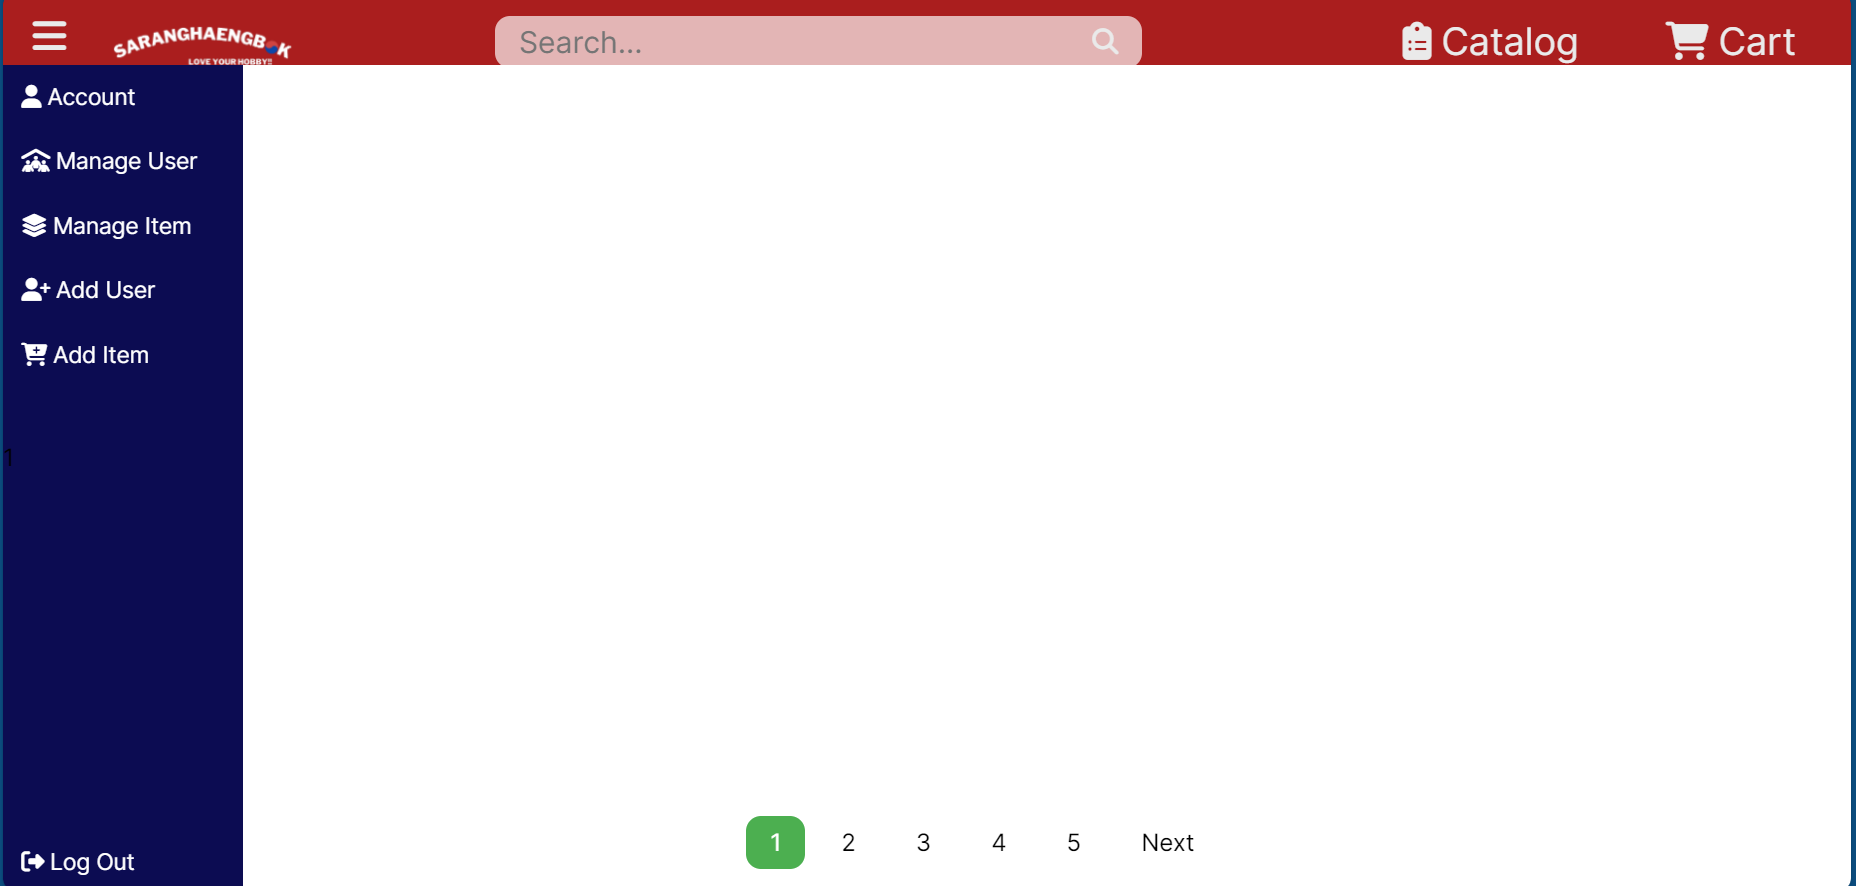 SARANGHAENGBOK
LOVE YOUR HOBBY!!
Search...
Catalog
Cart
Account
Manage User
Manage Item
Add User
Add Item
1
Log Out
1 2 3 4 5 Next